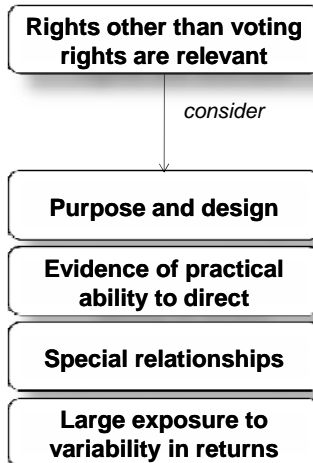 Rights other than voting
rights are relevant
consider
Purpose and design
Evidence of practical
ability to direct
Special relationships
Large exposure to
variability in returns